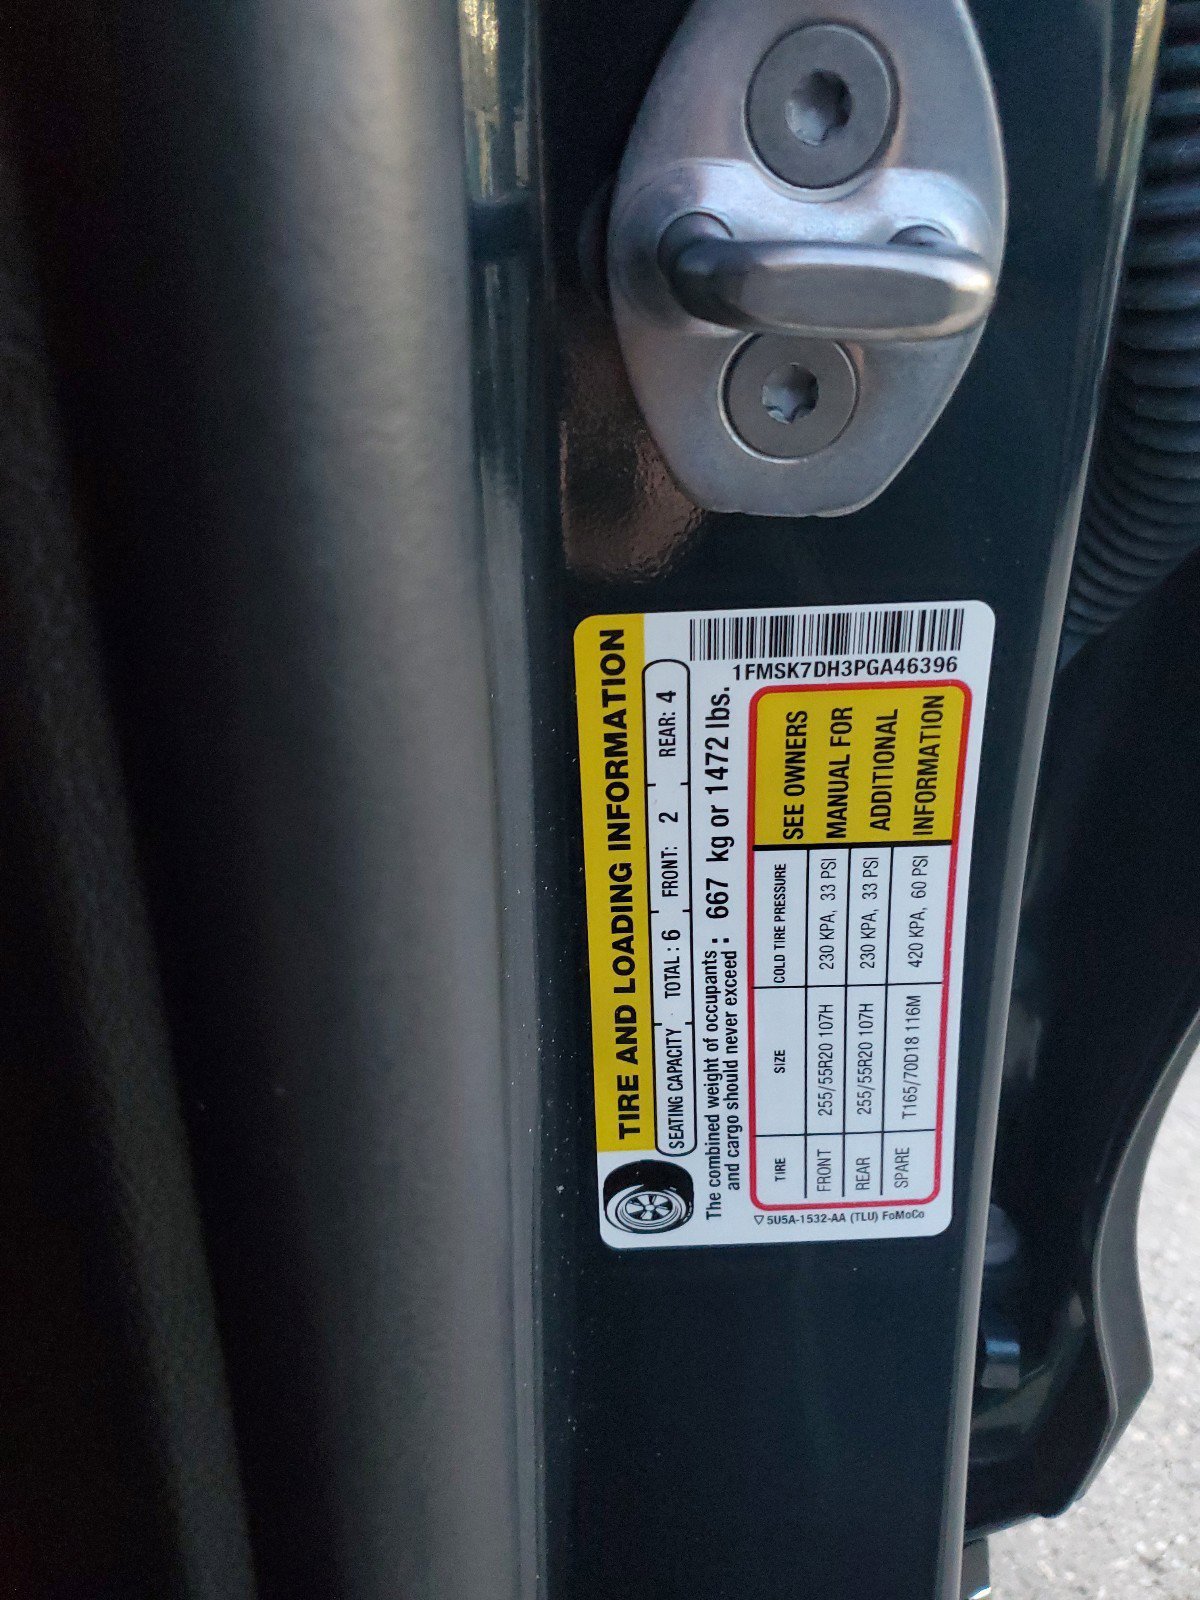 TIRE AND LOADING INFORMATION
SEATING CAPACITY TOTAL: 6 FRONT: 2 REAR: 4
The combined weight of occupants : 667 kg or 1472 lbs.
and cargo should never exceed :
1FMSK7DH3PGA46396
TIRE SIZE COLD TIRE PRESSURE
FRONT 255/55R20 107H 230 KPA, 33 PSI
REAR 255/55R20 107H 230 KPA, 33 PSI
SPARE T165/70D18 116M 420 KPA, 60 PSI
SEE OWNERS
MANUAL FOR
ADDITIONAL
INFORMATION
5U5A-1532-AA (TLU) FoMoCo